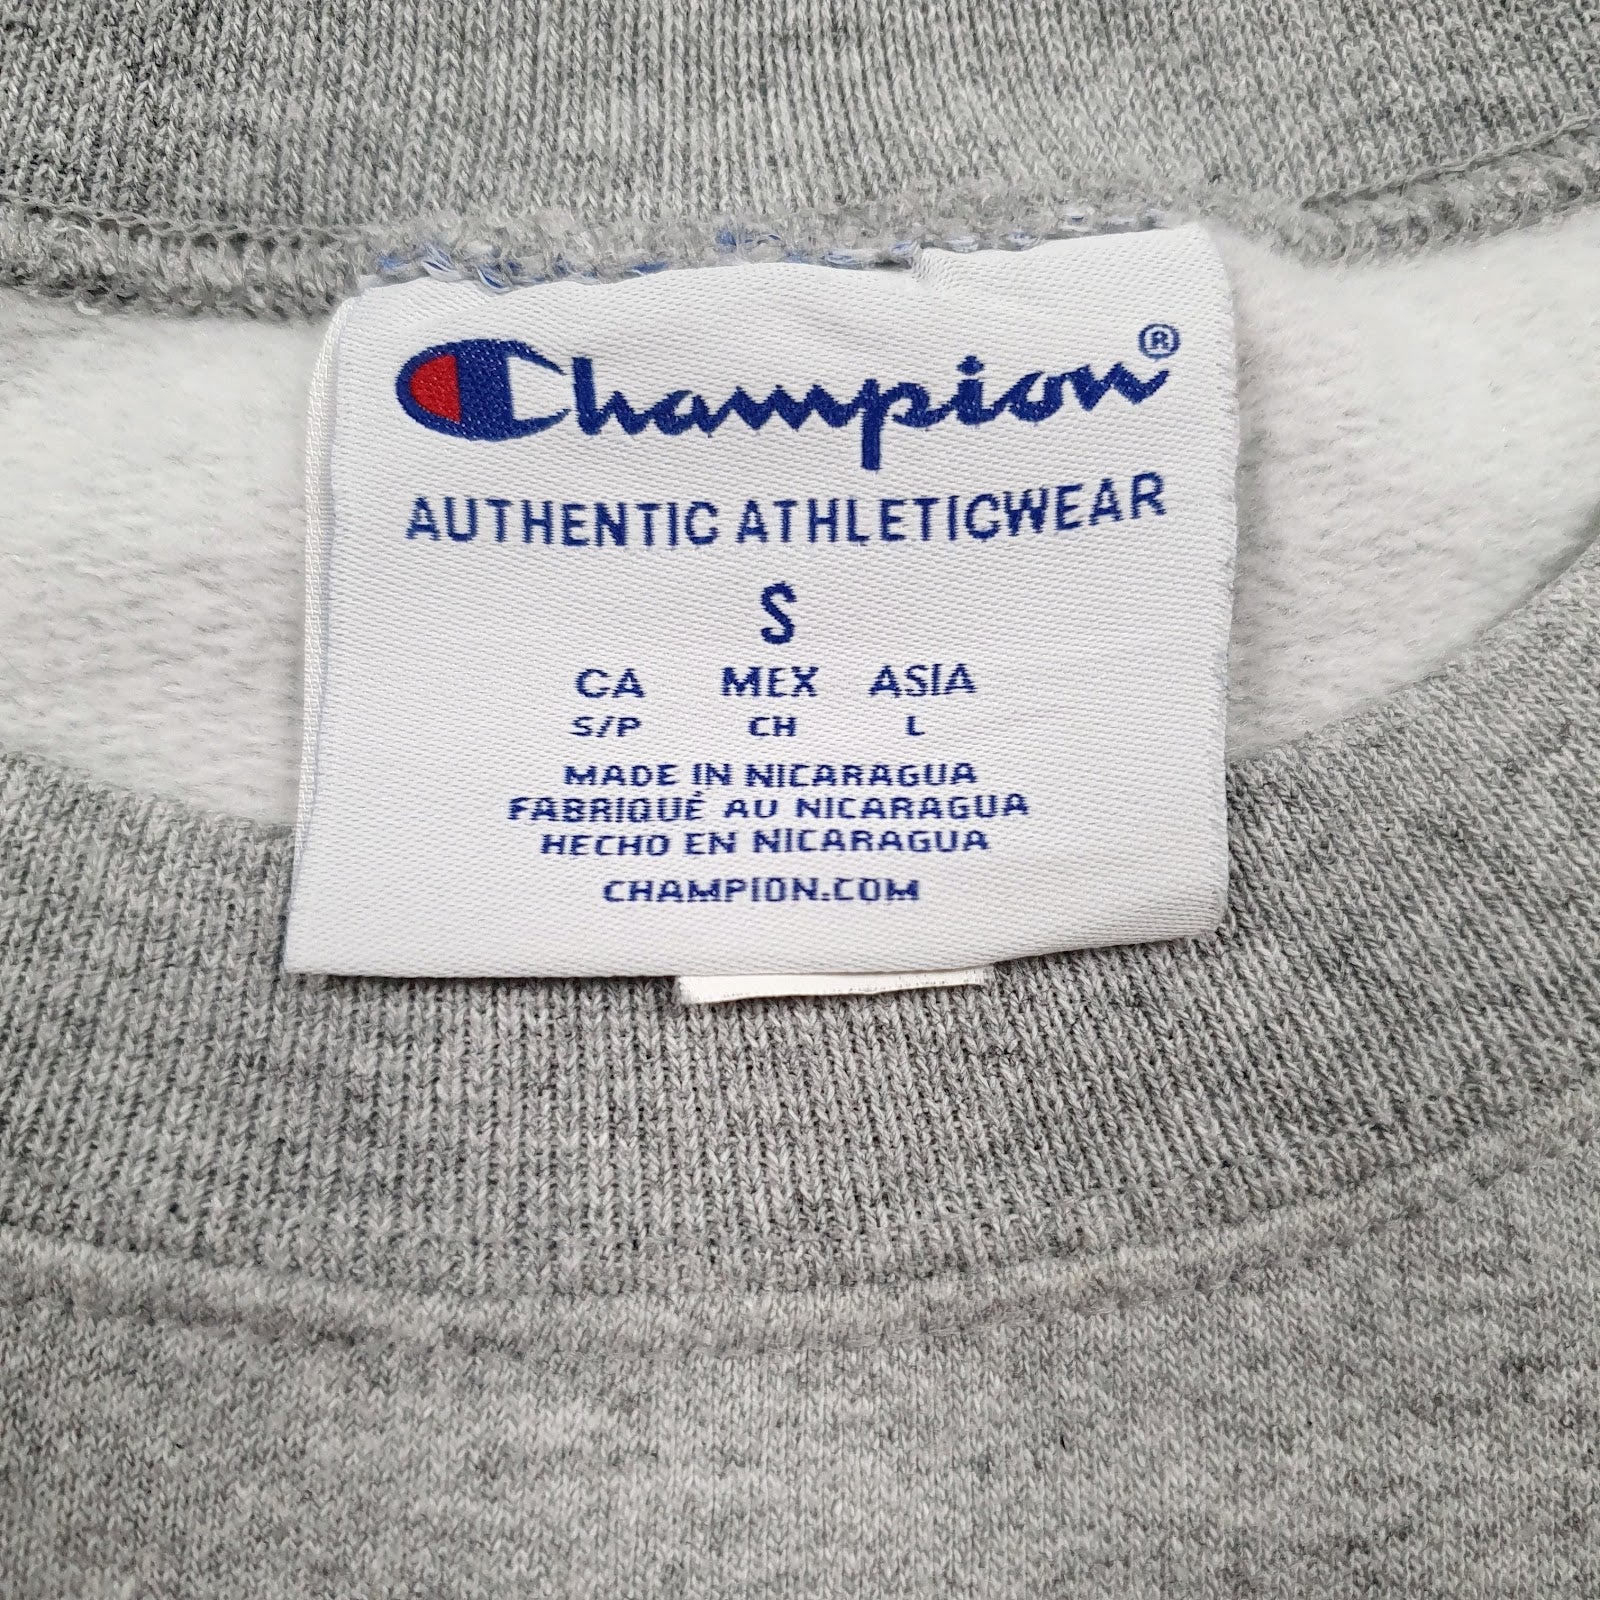 Champion®
AUTHENTIC ATHLETICWEAR
S
CA MEX ASIA
S/P CH L
MADE IN NICARAGUA
FABRIQUÉ AU NICARAGUA
HECHO EN NICARAGUA
CHAMPION.COM